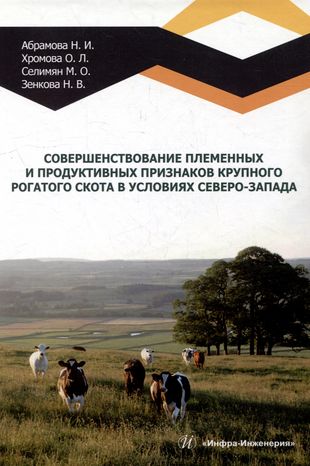 Абрамова Н. И.
Хромова О. Л.
Селимян М. О.
Зенкова Н. В.
СОВЕРШЕНСТВОВАНИЕ ПЛЕМЕННЫХ
И ПРОДУКТИВНЫХ ПРИЗНАКОВ КРУПНОГО
РОГАТОГО СКОТА В УСЛОВИЯХ СЕВЕРО-ЗАПАДА
«Инфра-Инженерия»